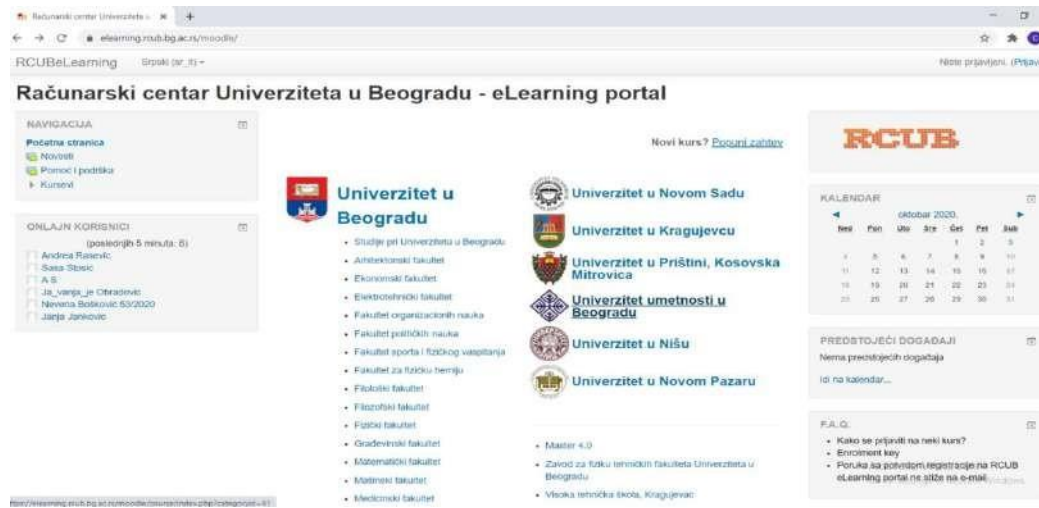 Računarski centar Univerziteta u
elearning.rcub.bg.ac.rs/moodle/
RCUBeLearning
Srpski (sr_lt)
Niste prijavljeni. (Prijava
Računarski centar Univerziteta u Beogradu - eLearning portal
NAVIGACIJA
Početna stranica
Novosti
Pomoć i podrška
Kursevi
ONLAJN KORISNICI
(poslednjih 5 minuta: 6)
Andrea Rašević
Sasa Stosic
A S
Ja_vanja_je Obradović
Nevena Bošković 53/2020
Janja Janković
Novi kurs? Popuni zahtev
Univerzitet u
Beogradu
Studije pri Univerzitetu u Beogradu
Arhitektonski fakultet
Ekonomski fakultet
Elektrotehnički fakultet
Fakultet organizacionih nauka
Fakultet političkih nauka
Fakultet sporta i fizičkog vaspitanja
Fakultet za fizičku hemiju
Filološki fakultet
Filozofski fakultet
Fizički fakultet
Građevinski fakultet
Matematički fakultet
Mašinski fakultet
Medicinski fakultet
Univerzitet u Novom Sadu
Univerzitet u Kragujevcu
Univerzitet u Prištini, Kosovska
Mitrovica
Univerzitet umetnosti u
Beogradu
Univerzitet u Nišu
Univerzitet u Novom Pazaru
Master 4.0
Zavod za fiziku tehničkih fakulteta Univerziteta u
Beogradu
Visoka tehnička škola, Kragujevac
RCUB
KALENDAR
oktobar 2020.
Ned Pon Uto Sre Čet Pet Sub
1 2 3
4 5 6 7 8 9 10
11 12 13 14 15 16 17
18 19 20 21 22 23 24
25 26 27 28 29 30 31
PREDSTOJEĆI DOGAĐAJI
Nema predstojećih događaja
Idi na kalendar...
F.A.Q.
Kako se prijaviti na neki kurs?
Enrolment key
Poruka sa potvrdom registracije na RCUB
eLearning portal ne stiže na e-mail